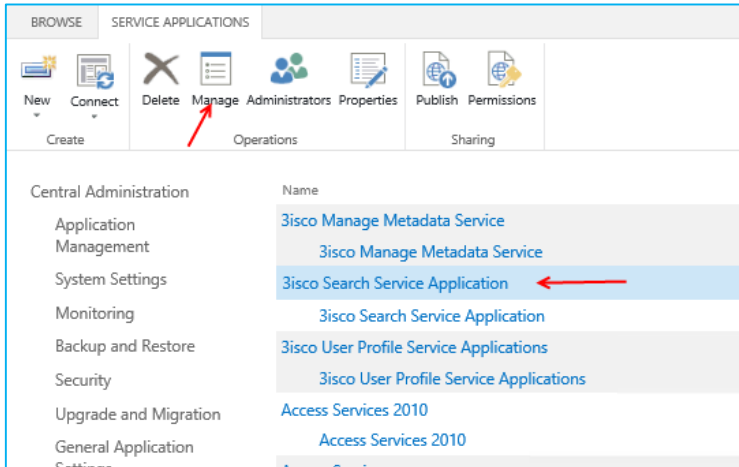 BROWSE SERVICE APPLICATIONS
New Connect Delete Manage Administrators Properties Publish Permissions
Create Operations Sharing
Central Administration
Application
Management
System Settings
Monitoring
Backup and Restore
Security
Upgrade and Migration
General Application
Settings
Name
3isco Manage Metadata Service
3isco Manage Metadata Service
3isco Search Service Application
3isco Search Service Application
3isco User Profile Service Applications
3isco User Profile Service Applications
Access Services 2010
Access Services 2010